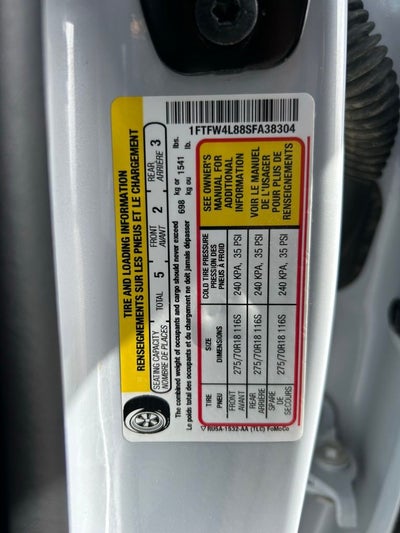 1FTFW4L88SFA38304
TIRE AND LOADING INFORMATION
RENSEIGNEMENTS SUR LES PNEUS ET LE CHARGEMENT
SEATING CAPACITY TOTAL 5 FRONT 2 REAR 3
NOMBRE DE PLACES AVANT ARRIÈRE
The combined weight of occupants and cargo should never exceed 698 kg or 1541 lbs.
Le poids total des occupants et du chargement ne doit jamais dépasser kg ou lb.
TIRE SIZE COLD TIRE PRESSURE
PNEU DIMENSIONS PRESSION DES PNEUS À FROID
FRONT 275/70R18 116S 240 KPA, 35 PSI
AVANT
REAR 275/70R18 116S 240 KPA, 35 PSI
ARRIÈRE
SPARE 275/70R18 116S 240 KPA, 35 PSI
DE
SECOURS
SEE OWNER'S
MANUAL FOR
ADDITIONAL
INFORMATION
VOIR LE MANUEL
DE L'USAGER
POUR PLUS DE
RENSEIGNEMENTS
RU5A-1532-AA (TLC) FoMoCo